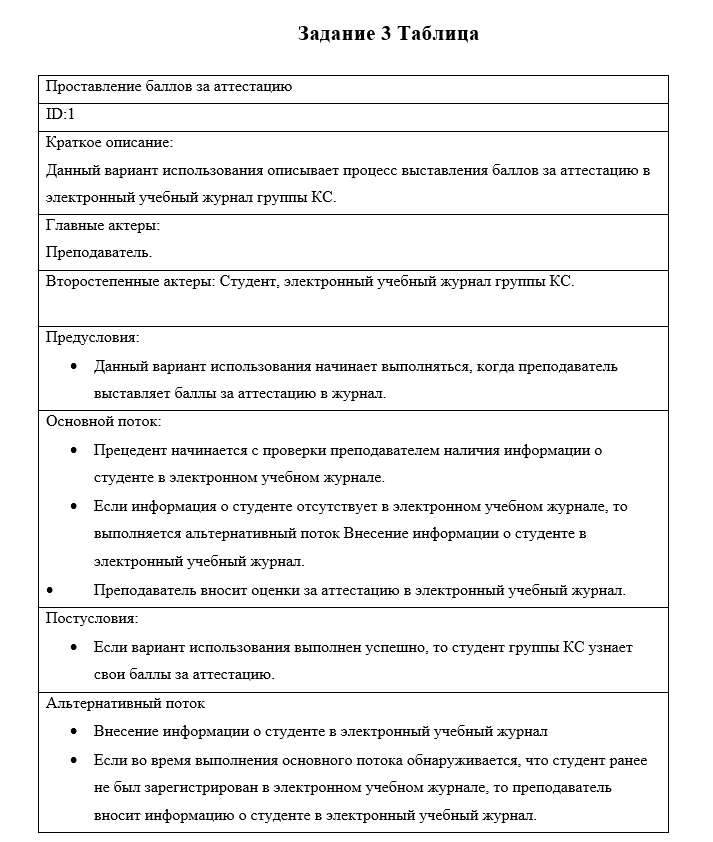 Задание 3 Таблица
Проставление баллов за аттестацию
ID:1
Краткое описание:
Данный вариант использования описывает процесс выставления баллов за аттестацию в
электронный учебный журнал группы КС.
Главные актеры:
Преподаватель.
Второстепенные актеры: Студент, электронный учебный журнал группы КС.
Предусловия:
• Данный вариант использования начинает выполняться, когда преподаватель
выставляет баллы за аттестацию в журнал.
Основной поток:
• Прецедент начинается с проверки преподавателем наличия информации о
студенте в электронном учебном журнале.
• Если информация о студенте отсутствует в электронном учебном журнале, то
выполняется альтернативный поток Внесение информации о студенте в
электронный учебный журнал.
• Преподаватель вносит оценки за аттестацию в электронный учебный журнал.
Постусловия:
• Если вариант использования выполнен успешно, то студент группы КС узнает
свои баллы за аттестацию.
Альтернативный поток
• Внесение информации о студенте в электронный учебный журнал
• Если во время выполнения основного потока обнаруживается, что студент ранее
не был зарегистрирован в электронном учебном журнале, то преподаватель
вносит информацию о студенте в электронный учебный журнал.